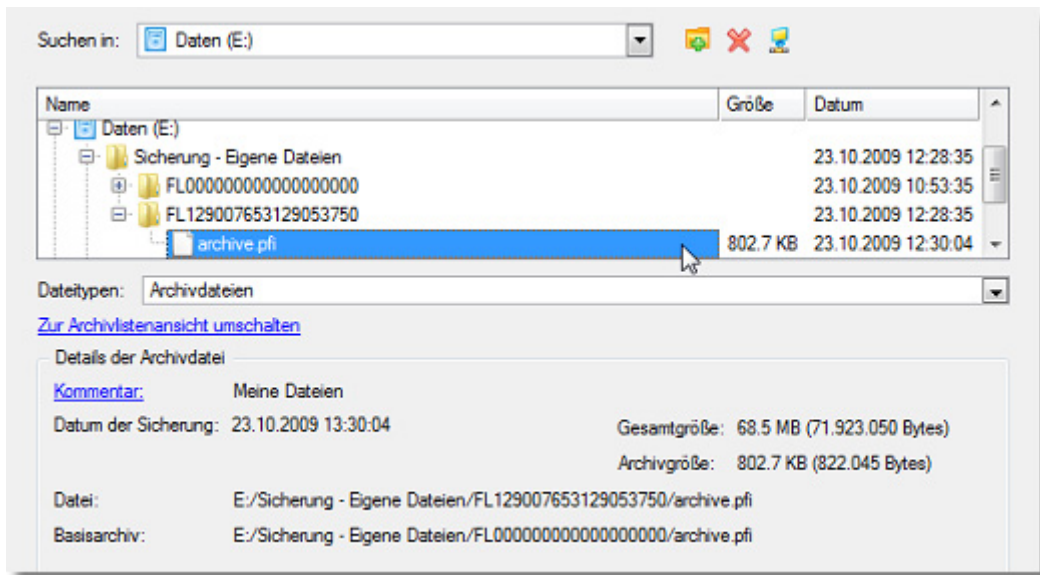 Suchen in: Daten (E:)
Name Größe Datum
Daten (E:)
Sicherung - Eigene Dateien 23.10.2009 12:28:35
FL0000000000000000000 23.10.2009 10:53:35
FL129007653129053750 23.10.2009 12:28:35
archive.pfi 802.7 KB 23.10.2009 12:30:04
Dateitypen: Archivdateien
Zur Archivlistenansicht umschalten
Details der Archivdatei
Kommentar: Meine Dateien
Datum der Sicherung: 23.10.2009 13:30:04
Gesamtgröße: 68.5 MB (71.923.050 Bytes)
Archivgröße: 802.7 KB (822.045 Bytes)
Datei: E:/Sicherung - Eigene Dateien/FL129007653129053750/archive.pfi
Basisarchiv: E:/Sicherung - Eigene Dateien/FL0000000000000000000/archive.pfi